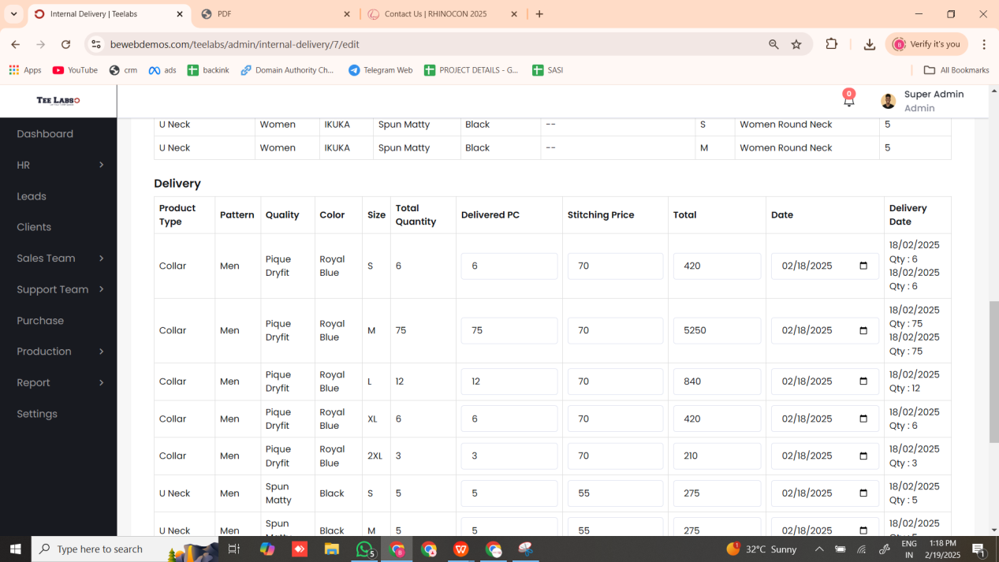 Internal Delivery | Teelabs
PDF
Contact Us | RHINOCON 2025
bewebdemos.com/teelabs/admin/internal-delivery/7/edit
Verify it's you
Apps YouTube crm ads backink Domain Authority Ch... Telegram Web PROJECT DETAILS - G... SASI All Bookmarks
TEE LABS
0
Super Admin
Admin
Dashboard
HR
Leads
Clients
Sales Team
Support Team
Purchase
Production
Report
Settings
U Neck Women IKUKA Spun Matty Black -- S Women Round Neck 5
U Neck Women IKUKA Spun Matty Black -- M Women Round Neck 5
Delivery
Product Type Pattern Quality Color Size Total Quantity Delivered PC Stitching Price Total Date Delivery Date
Collar Men Pique Dryfit Royal Blue S 6 6 70 420 02/18/2025 18/02/2025 Qty : 6 18/02/2025 Qty : 6
Collar Men Pique Dryfit Royal Blue M 75 75 70 5250 02/18/2025 18/02/2025 Qty : 75 18/02/2025 Qty : 75
Collar Men Pique Dryfit Royal Blue L 12 12 70 840 02/18/2025 18/02/2025 Qty : 12
Collar Men Pique Dryfit Royal Blue XL 6 6 70 420 02/18/2025 18/02/2025 Qty : 6
Collar Men Pique Dryfit Royal Blue 2XL 3 3 70 210 02/18/2025 18/02/2025 Qty : 3
U Neck Men Spun Matty Black S 5 5 55 275 02/18/2025 18/02/2025 Qty : 5
U Neck Men Spun Black M 5 5 55 275 02/18/2025 18/02/2025
Type here to search
5
32°C Sunny
ENG
IN
1:18 PM
2/19/2025
1